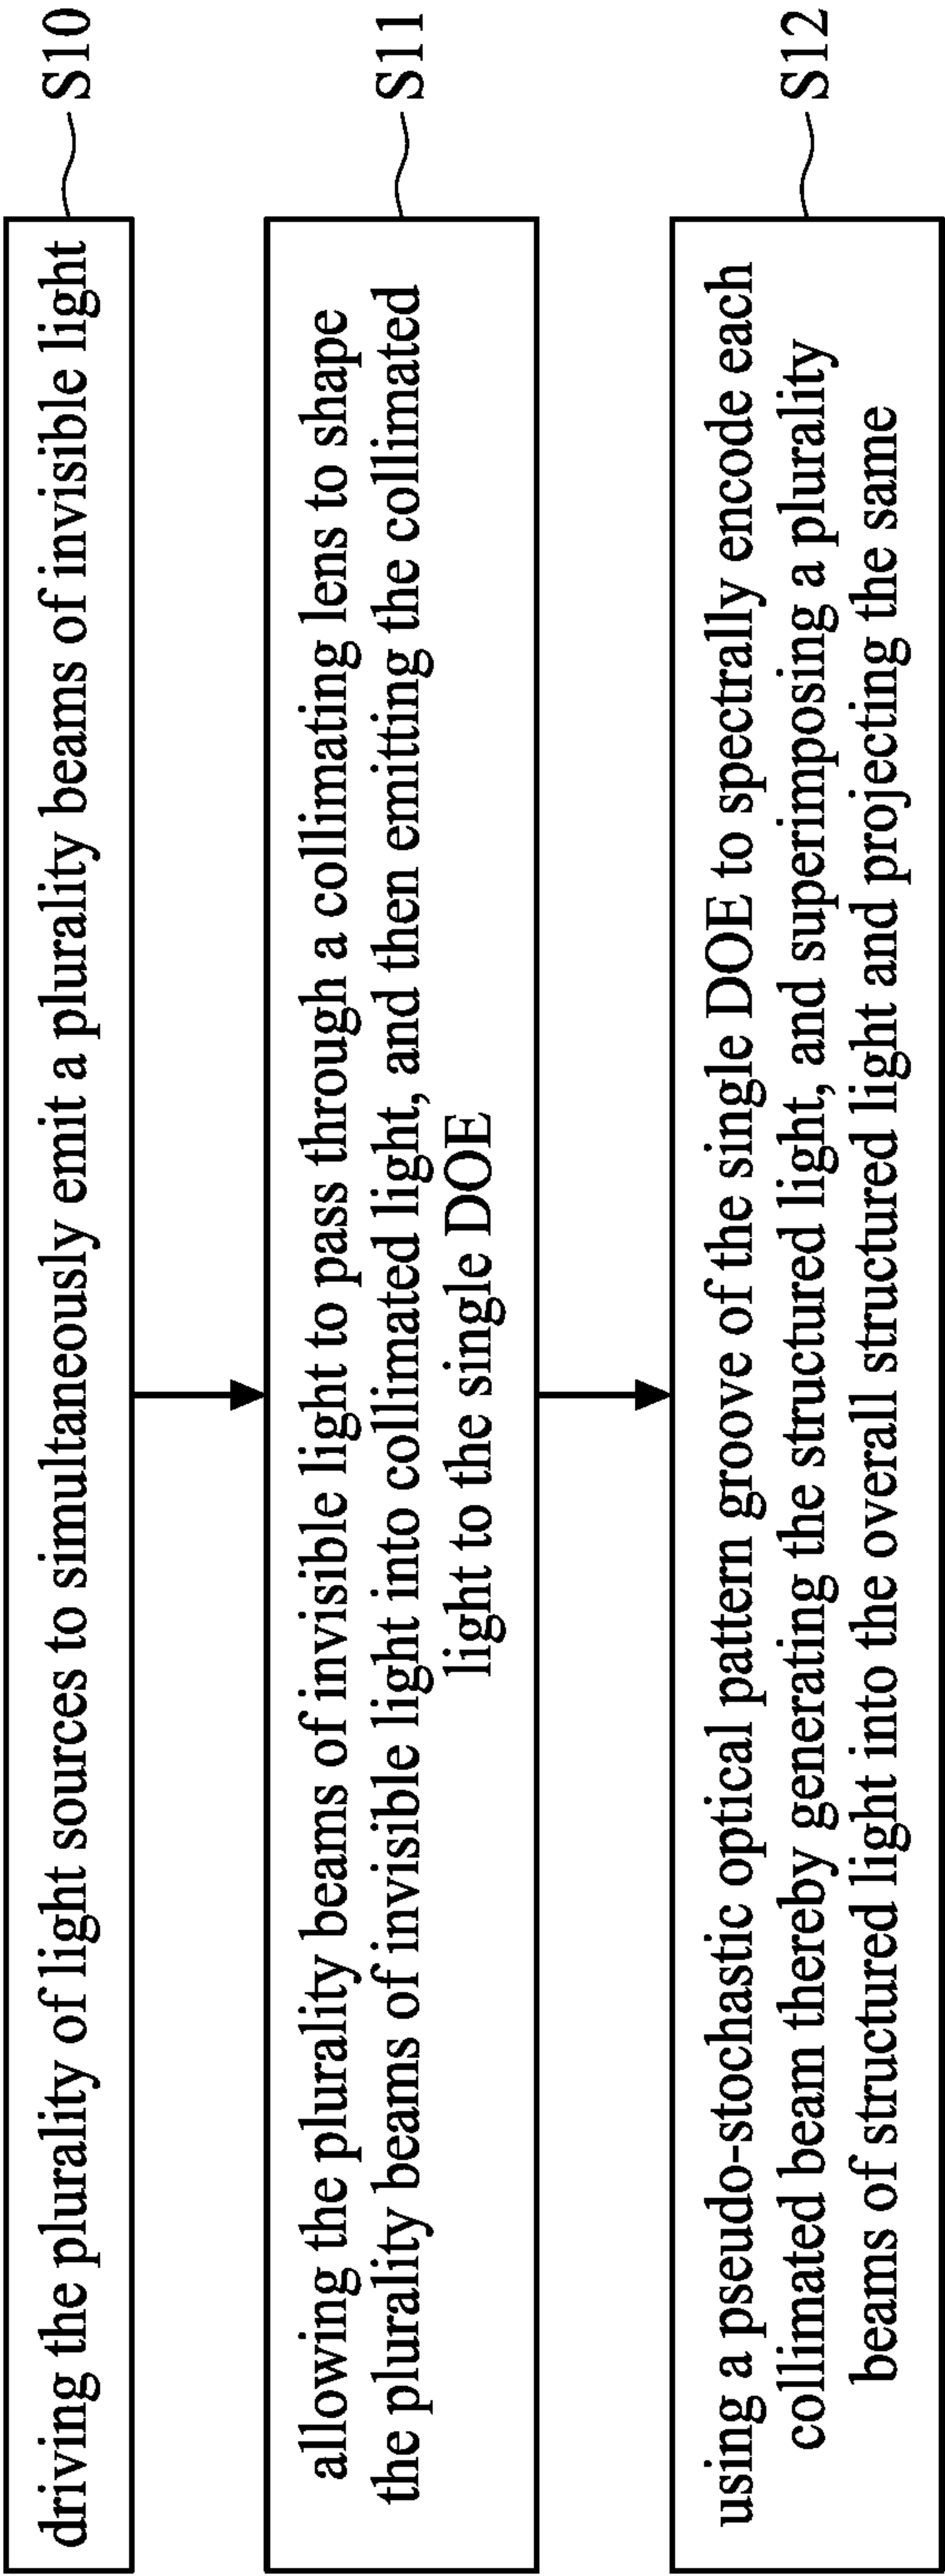 driving the plurality of light sources to simultaneously emit a plurality beams of invisible light
S10
allowing the plurality beams of invisible light to pass through a collimating lens to shape
the plurality beams of invisible light into collimated light, and then emitting the collimated
light to the single DOE
S11
using a pseudo-stochastic optical pattern groove of the single DOE to spectrally encode each
collimated beam thereby generating the structured light, and superimposing a plurality
beams of structured light into the overall structured light and projecting the same
S12